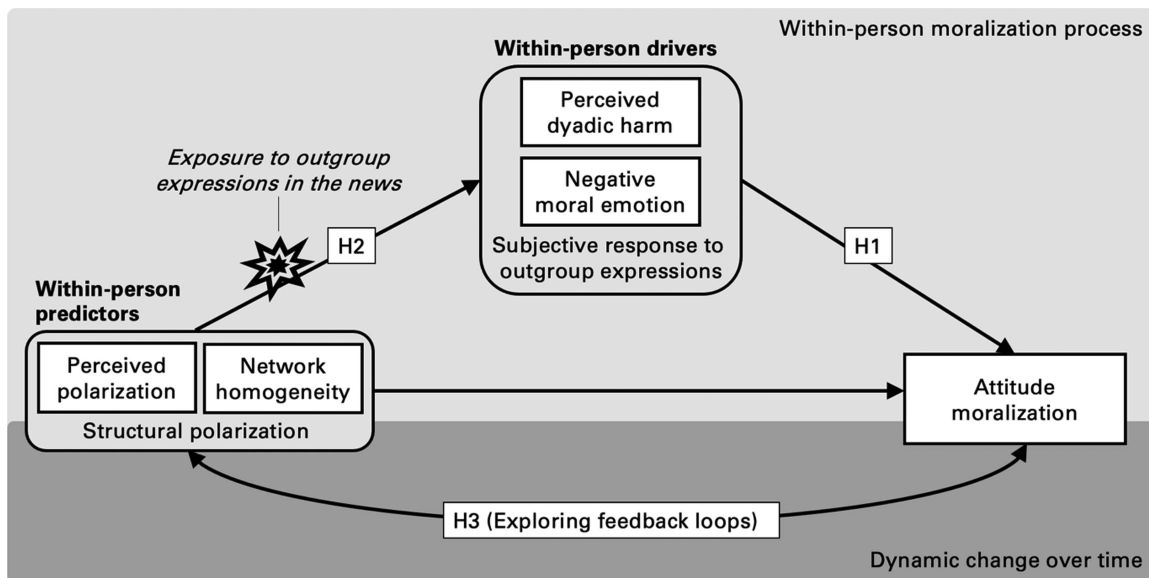 Within-person moralization process
Within-person drivers
Perceived
dyadic harm
Negative
moral emotion
Subjective response to
outgroup expressions
Exposure to outgroup
expressions in the news
H2
H1
Within-person
predictors
Perceived
polarization
Network
homogeneity
Structural polarization
Attitude
moralization
H3 (Exploring feedback loops)
Dynamic change over time